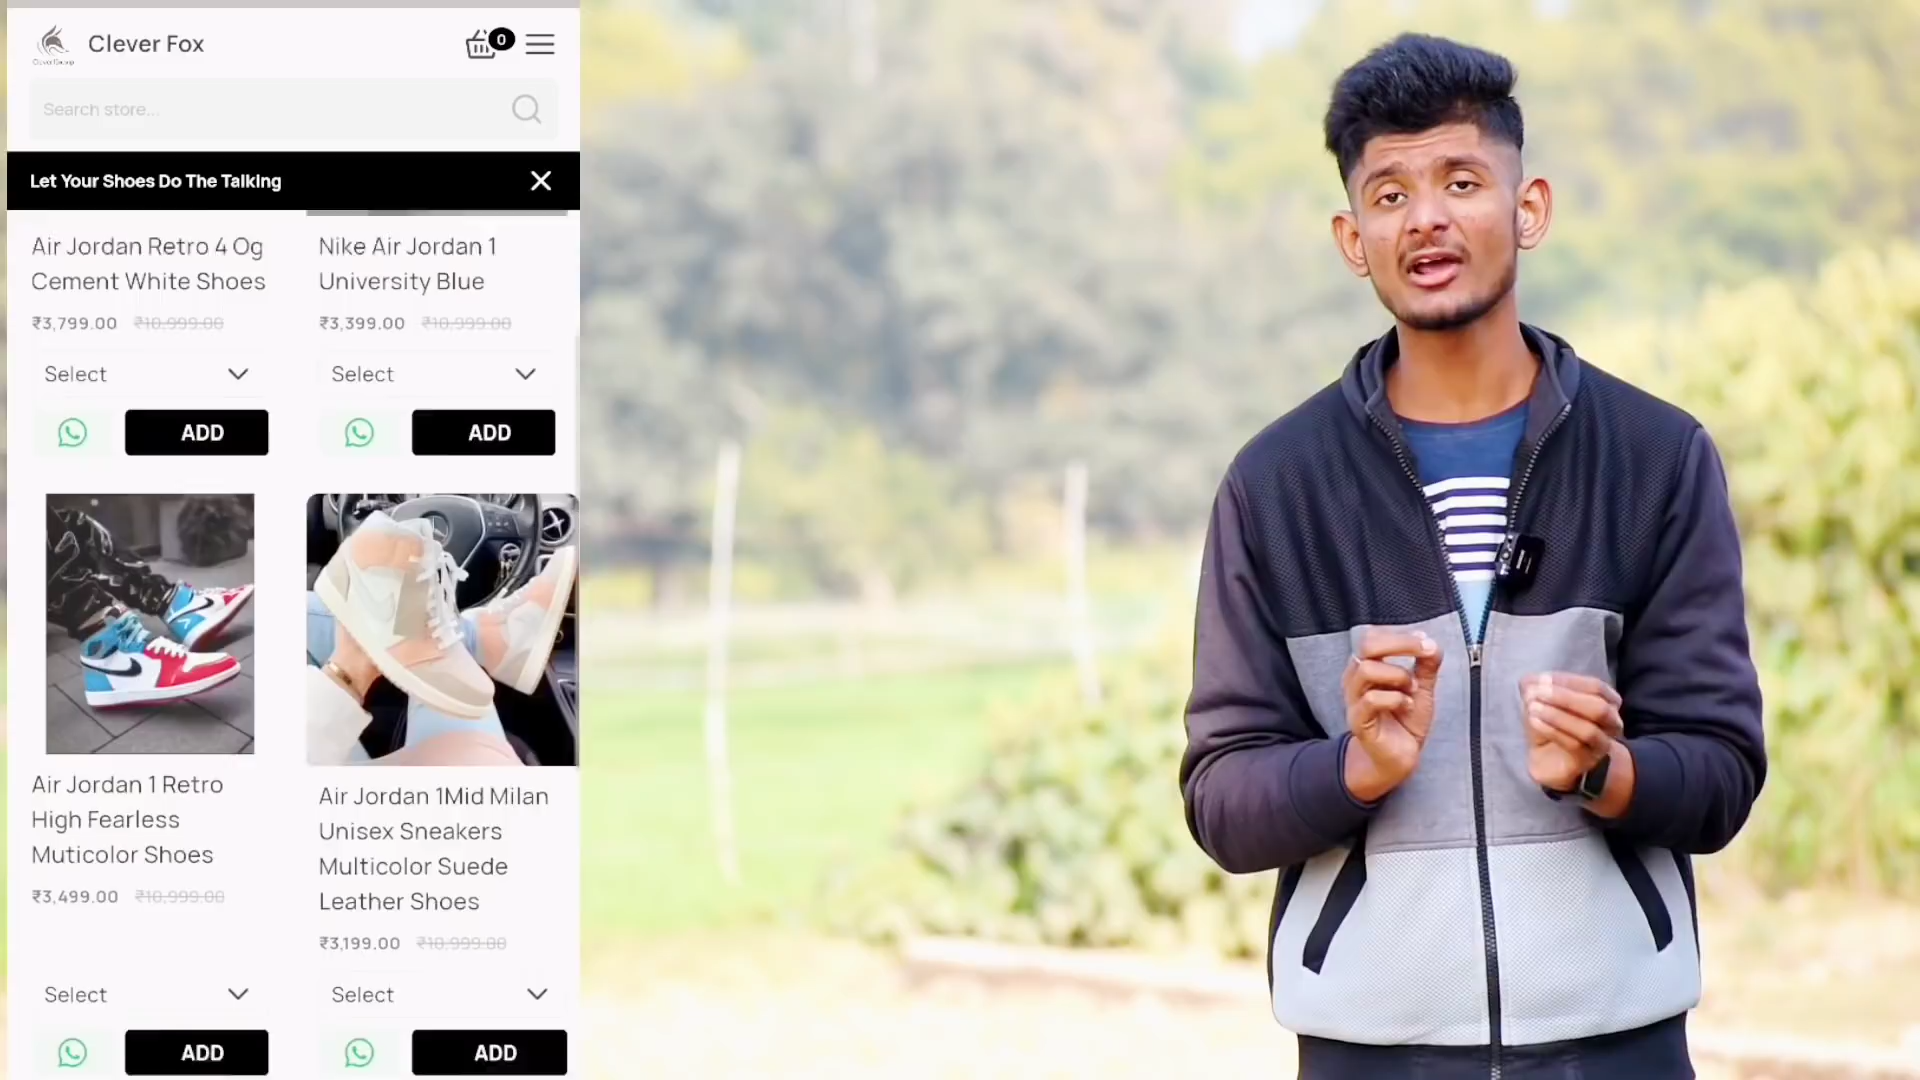 Clever Fox
0
Search store...
Let Your Shoes Do The Talking
Air Jordan Retro 4 Og
Cement White Shoes
₹3,799.00 ₹10,999.00
Select
ADD
Nike Air Jordan 1
University Blue
₹3,399.00 ₹10,999.00
Select
ADD
Air Jordan 1 Retro
High Fearless
Muticolor Shoes
₹3,499.00 ₹10,999.00
Select
ADD
Air Jordan 1Mid Milan
Unisex Sneakers
Multicolor Suede
Leather Shoes
₹3,199.00 ₹10,999.00
Select
ADD